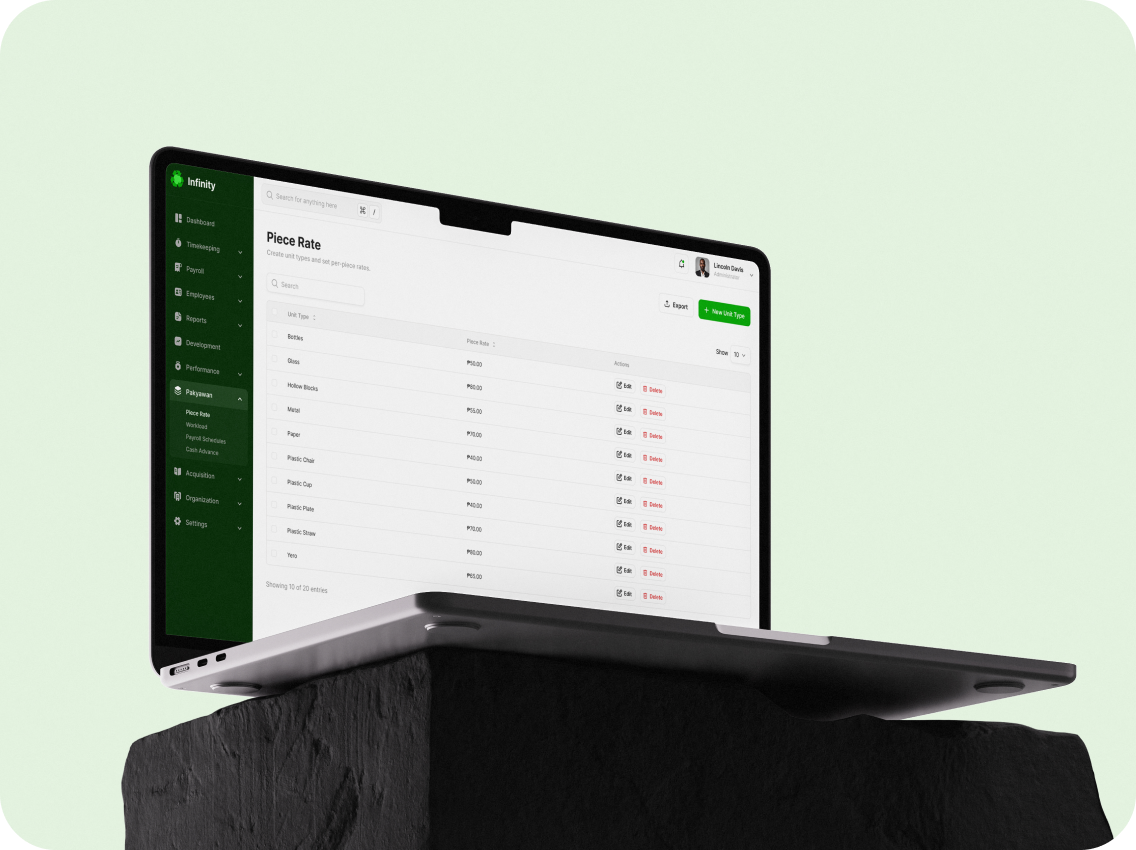 Infinity
Dashboard
Timekeeping
Payroll
Employees
Reports
Development
Performance
Pakyawan
Piece Rate
Workload
Payroll Schedules
Cash Advance
Acquisition
Organization
Settings
Search for anything here
⌘ /
Lincoln Davis
Administrator
Piece Rate
Create unit types and set per-piece rates.
Search
Export
+ New Unit Type
Show 10
Unit Type Piece Rate Actions
Bottles ₱50.00 Edit Delete
Glass ₱80.00 Edit Delete
Hollow Blocks ₱55.00 Edit Delete
Metal ₱70.00 Edit Delete
Paper ₱40.00 Edit Delete
Plastic Chair ₱50.00 Edit Delete
Plastic Cup ₱40.00 Edit Delete
Plastic Plate ₱70.00 Edit Delete
Plastic Straw ₱80.00 Edit Delete
Yero ₱65.00 Edit Delete
Showing 10 of 20 entries